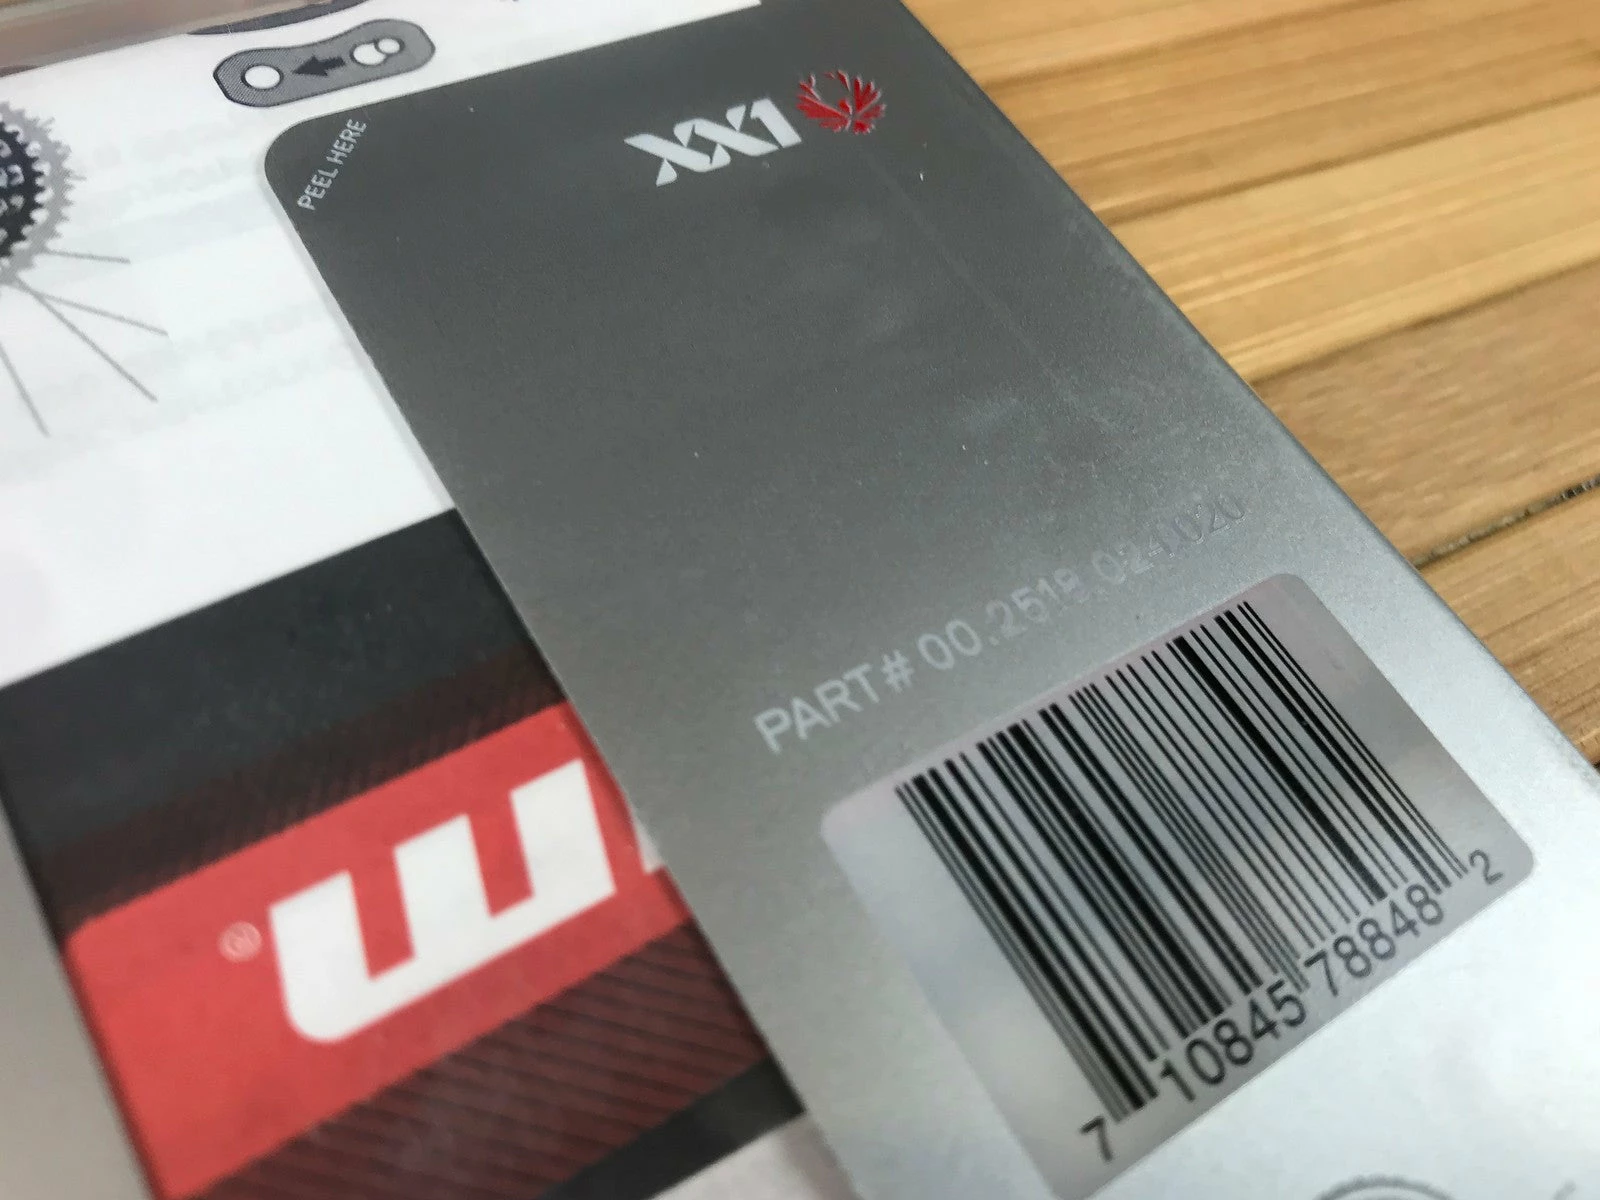 XX1
PEEL HERE
PART# 00.2518.024.020
7 10845 78848 2
®